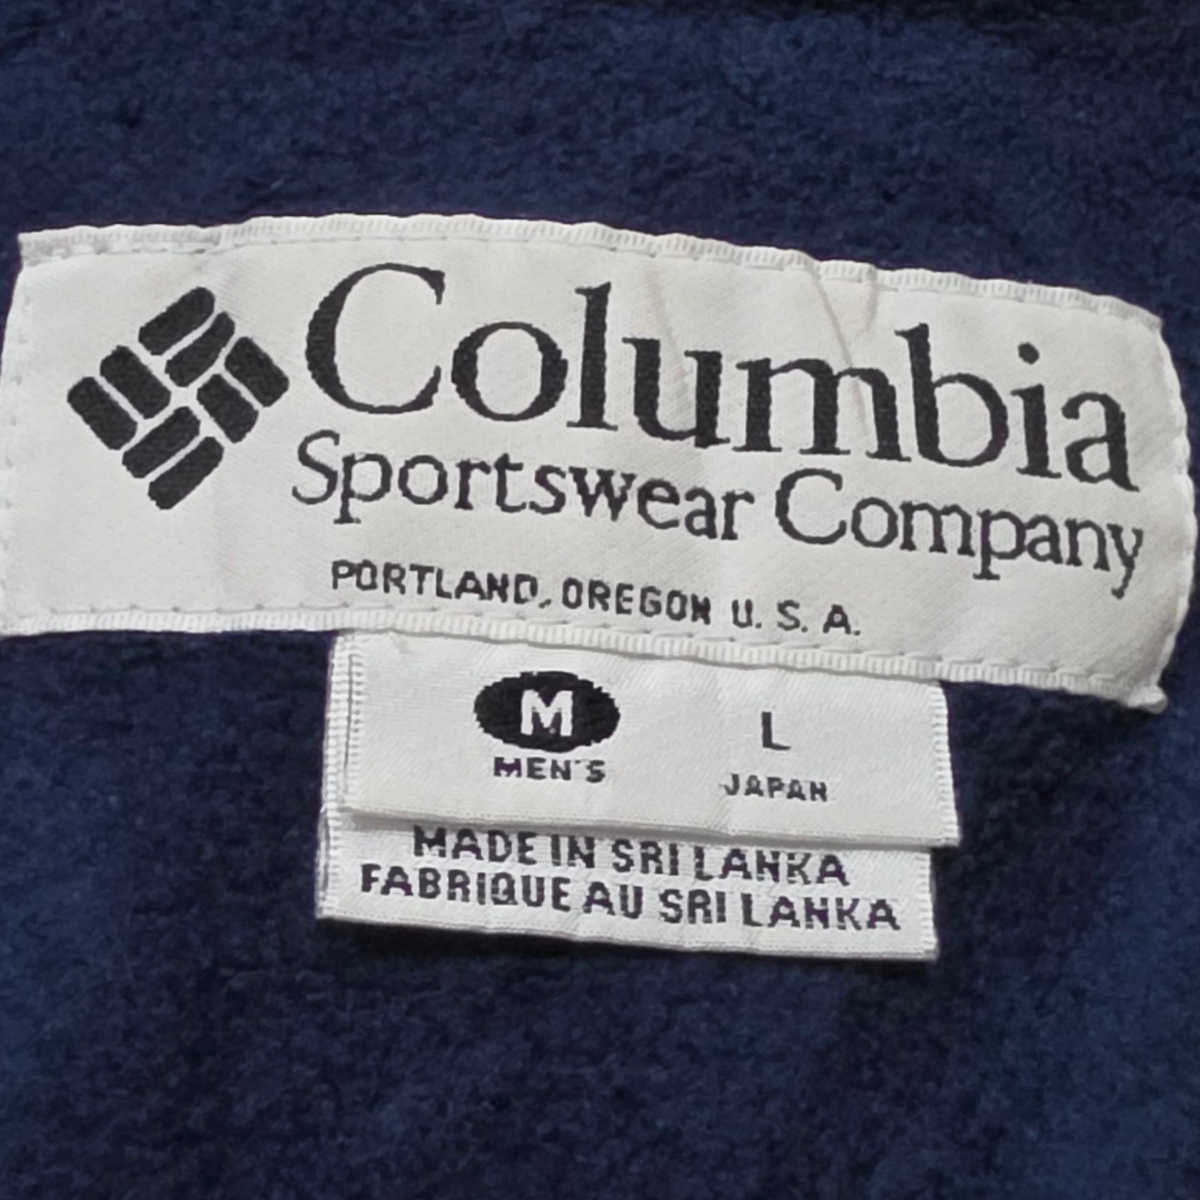 Columbia
Sportswear Company
PORTLAND, OREGON U.S.A.
M L
MEN'S JAPAN
MADE IN SRI LANKA
FABRIQUE AU SRI LANKA